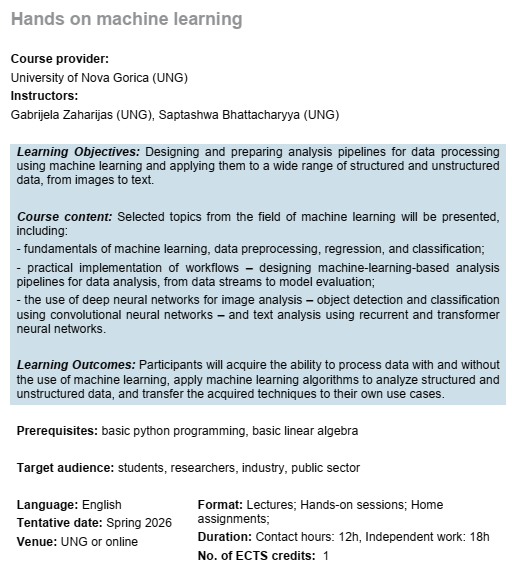 Hands on machine learning
Course provider:
University of Nova Gorica (UNG)
Instructors:
Gabrijela Zaharijas (UNG), Saptashwa Bhattacharyya (UNG)
Learning Objectives: Designing and preparing analysis pipelines for data processing
using machine learning and applying them to a wide range of structured and unstructured
data, from images to text.
Course content: Selected topics from the field of machine learning will be presented,
including:
- fundamentals of machine learning, data preprocessing, regression, and classification;
- practical implementation of workflows – designing machine-learning-based analysis
pipelines for data analysis, from data streams to model evaluation;
- the use of deep neural networks for image analysis – object detection and classification
using convolutional neural networks – and text analysis using recurrent and transformer
neural networks.
Learning Outcomes: Participants will acquire the ability to process data with and without
the use of machine learning, apply machine learning algorithms to analyze structured and
unstructured data, and transfer the acquired techniques to their own use cases.
Prerequisites: basic python programming, basic linear algebra
Target audience: students, researchers, industry, public sector
Language: English
Tentative date: Spring 2026
Venue: UNG or online
Format: Lectures; Hands-on sessions; Home
assignments;
Duration: Contact hours: 12h, Independent work: 18h
No. of ECTS credits: 1